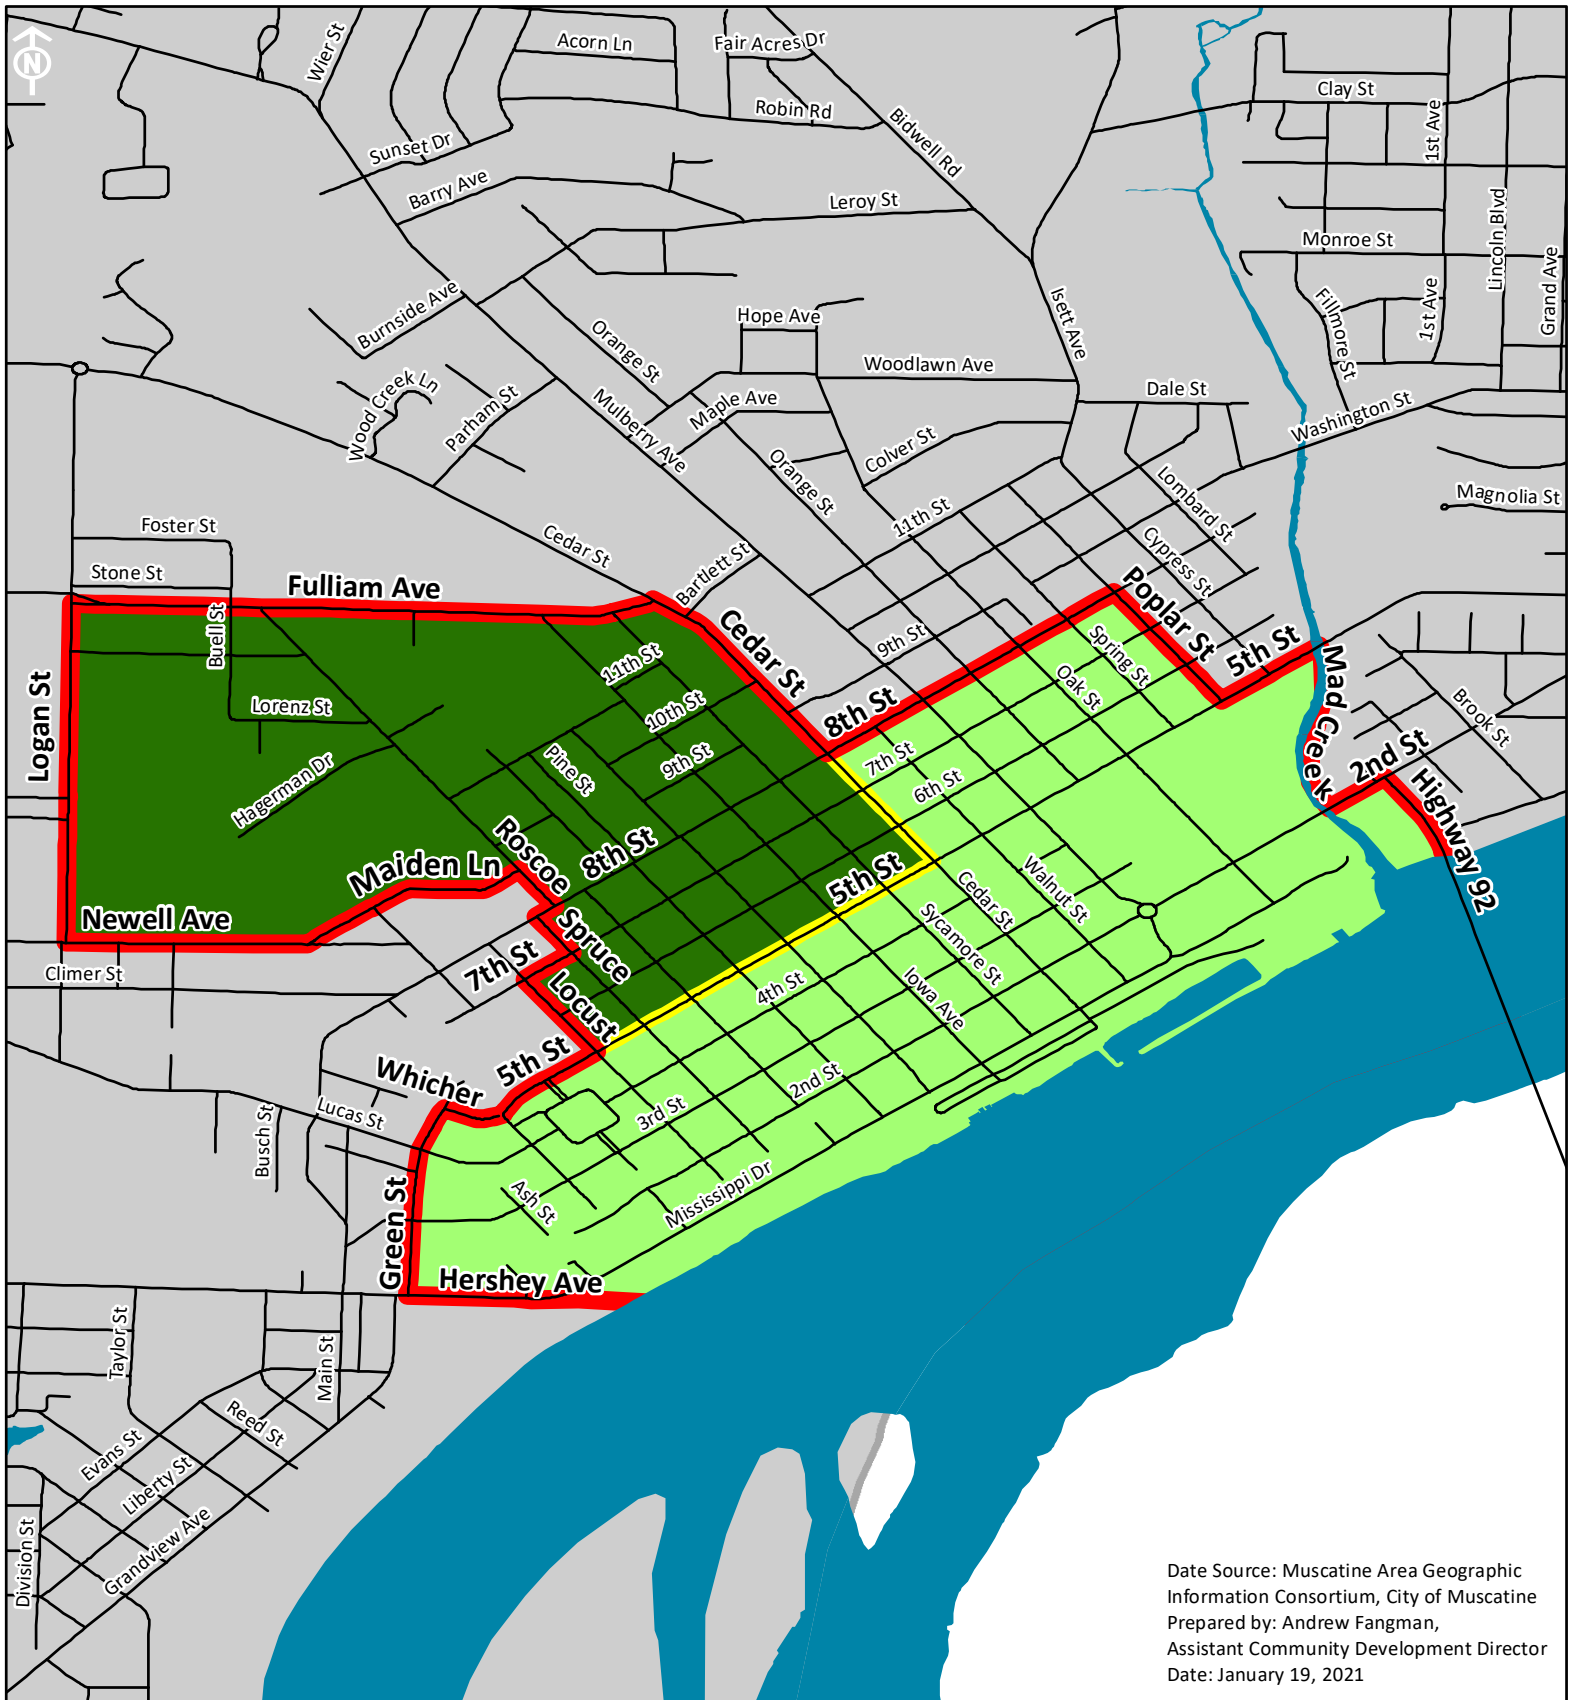 N
Wier St
Acorn Ln
Fair Acres Dr
Robin Rd
Bidwell Rd
Clay St
1st Ave
Sunset Dr
Barry Ave
Leroy St
Lincoln Blvd
Monroe St
Grand Ave
Burnside Ave
Orange St
Hope Ave
Isett Ave
Fillmore St
1st Ave
Woodlawn Ave
Wood Creek Ln
Parham St
Mulberry Ave
Maple Ave
Dale St
Washington St
Colver St
Orange St
11th St
Lombard St
Magnolia St
Foster St
Cedar St
Bartlett St
Cypress St
Stone St
Fulliam Ave
Buell St
Cedar St
Poplar St
9th St
Spring St
5th St
Mad Creek
11th St
Oak St
Logan St
Lorenz St
10th St
8th St
Brook St
Pine St
9th St
7th St
6th St
2nd St
Highway 92
Hagerman Dr
Roscoe
8th St
Maiden Ln
5th St
Cedar St
Walnut St
Newell Ave
Spruce
Sycamore St
Climer St
7th St
Locust
4th St
Iowa Ave
Whicher
5th St
Lucas St
Busch St
3rd St
2nd St
Green St
Ash St
Mississippi Dr
Hershey Ave
Taylor St
Main St
Reed St
Evans St
Liberty St
Grandview Ave
Division St
Date Source: Muscatine Area Geographic
Information Consortium, City of Muscatine
Prepared by: Andrew Fangman,
Assistant Community Development Director
Date: January 19, 2021